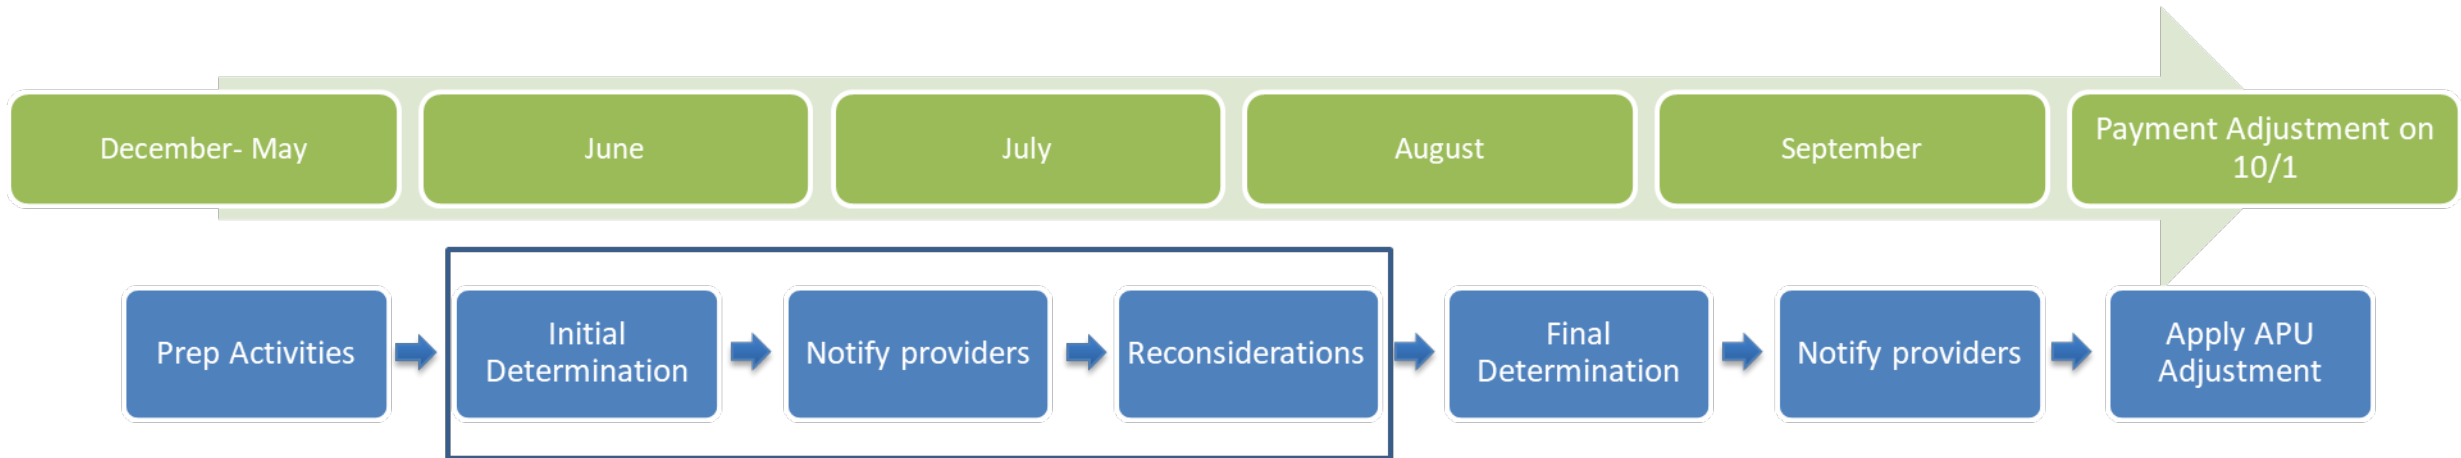 December- May
June
July
August
September
Payment Adjustment on
10/1
Prep Activities
Initial
Determination
Notify providers
Reconsiderations
Final
Determination
Notify providers
Apply APU
Adjustment